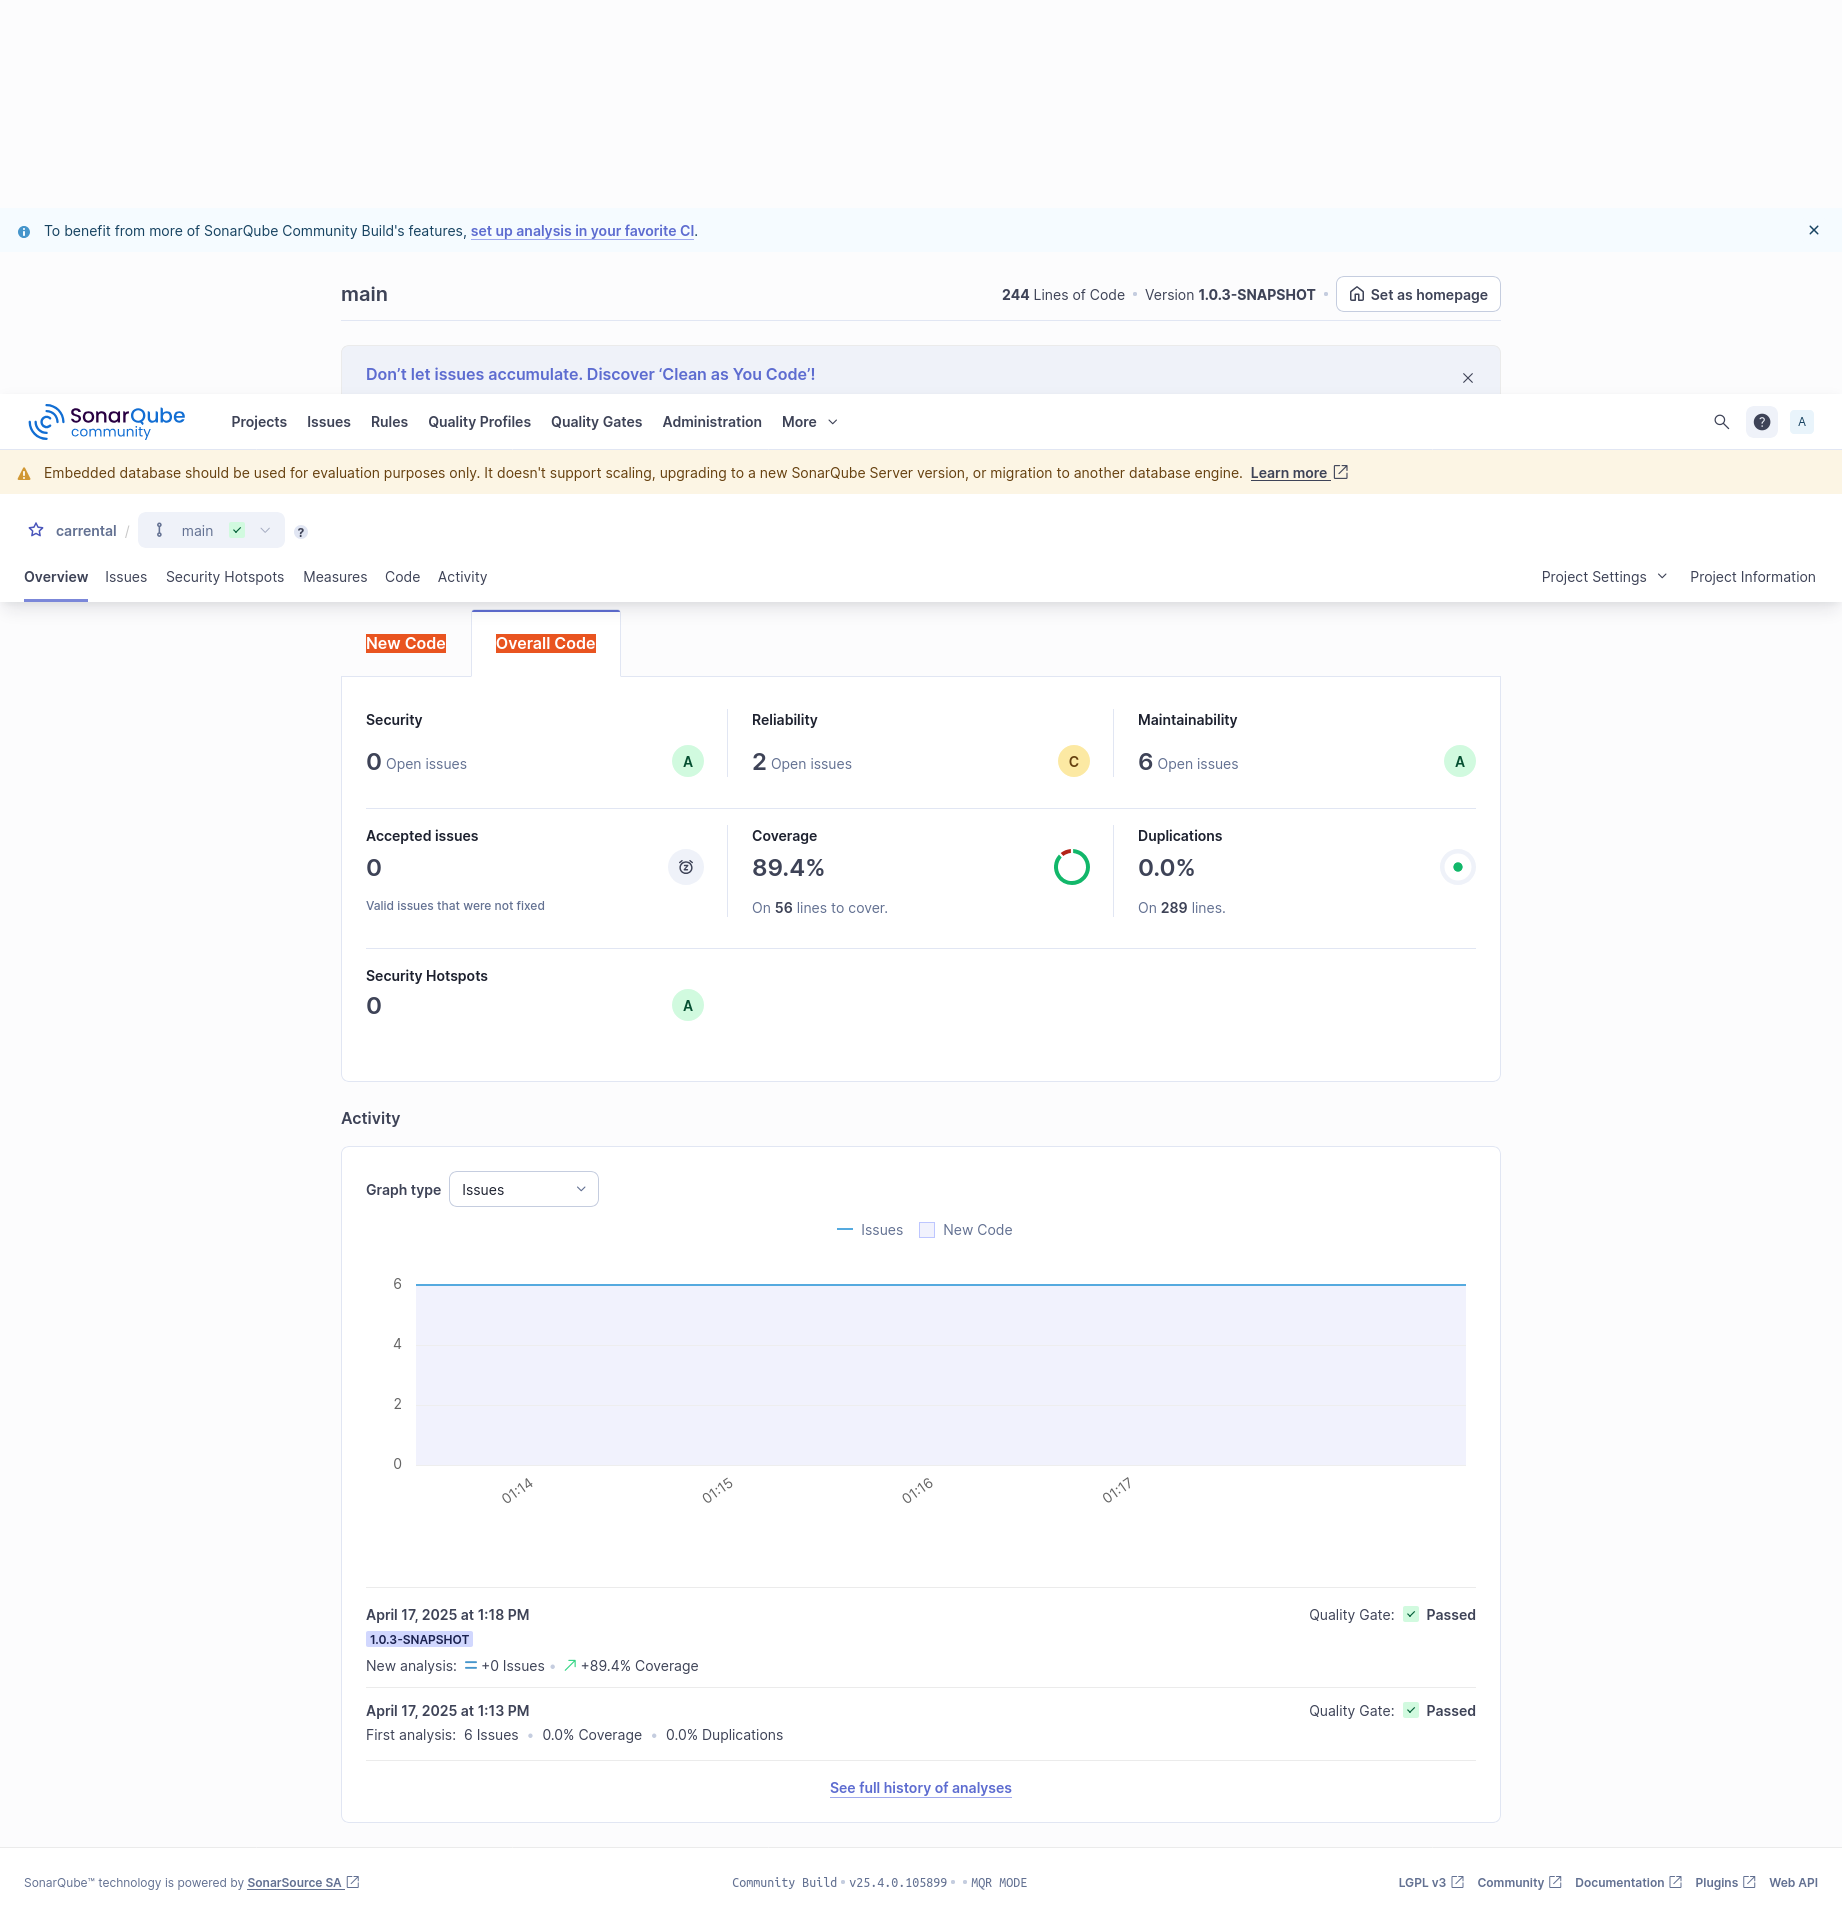 To benefit from more of SonarQube Community Build's features, set up analysis in your favorite CI.
main
244 Lines of Code • Version 1.0.3-SNAPSHOT • Set as homepage
Don’t let issues accumulate. Discover ‘Clean as You Code’!
SonarQube community Projects Issues Rules Quality Profiles Quality Gates Administration More ? A
Embedded database should be used for evaluation purposes only. It doesn't support scaling, upgrading to a new SonarQube Server version, or migration to another database engine. Learn more
carrental / main ?
Overview Issues Security Hotspots Measures Code Activity Project Settings Project Information
New Code Overall Code
Security Reliability Maintainability
0 Open issues A 2 Open issues C 6 Open issues A
Accepted issues Coverage Duplications
0 89.4% 0.0%
Valid issues that were not fixed On 56 lines to cover. On 289 lines.
Security Hotspots
0 A
Activity
Graph type Issues
Issues New Code
6
4
2
0
01:14 01:15 01:16 01:17
April 17, 2025 at 1:18 PM Quality Gate: Passed
1.0.3-SNAPSHOT
New analysis: +0 Issues • +89.4% Coverage
April 17, 2025 at 1:13 PM Quality Gate: Passed
First analysis: 6 Issues • 0.0% Coverage • 0.0% Duplications
See full history of analyses
SonarQube™ technology is powered by SonarSource SA Community Build • v25.4.0.105899 • • MQR MODE LGPL v3 Community Documentation Plugins Web API